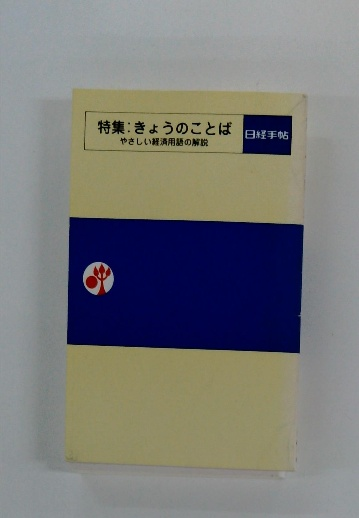 特集:きょうのことば
やさしい経済用語の解説
日経手帖